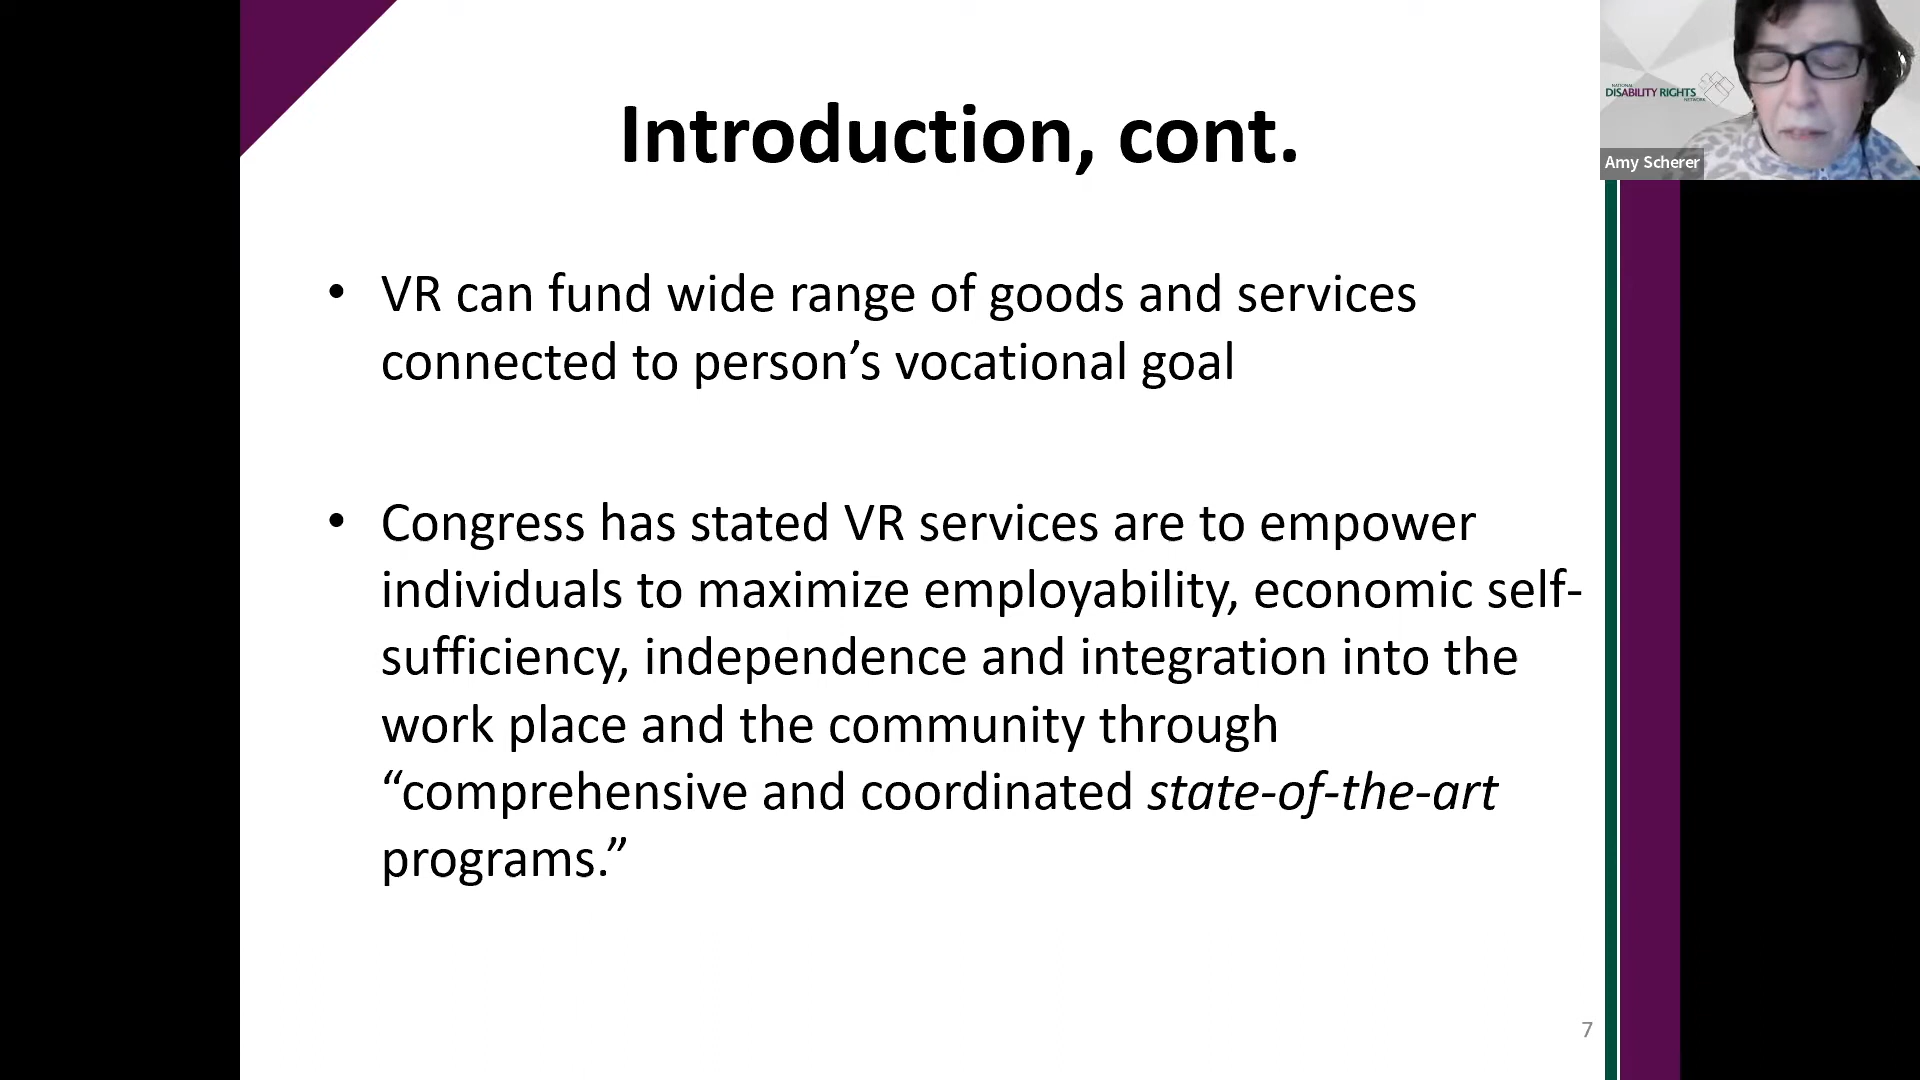 Introduction, cont.
• VR can fund wide range of goods and services
connected to person’s vocational goal
• Congress has stated VR services are to empower
individuals to maximize employability, economic self-
sufficiency, independence and integration into the
work place and the community through
“comprehensive and coordinated state-of-the-art
programs.”
7
NATIONAL
DISABILITY RIGHTS
NETWORK
Amy Scherer